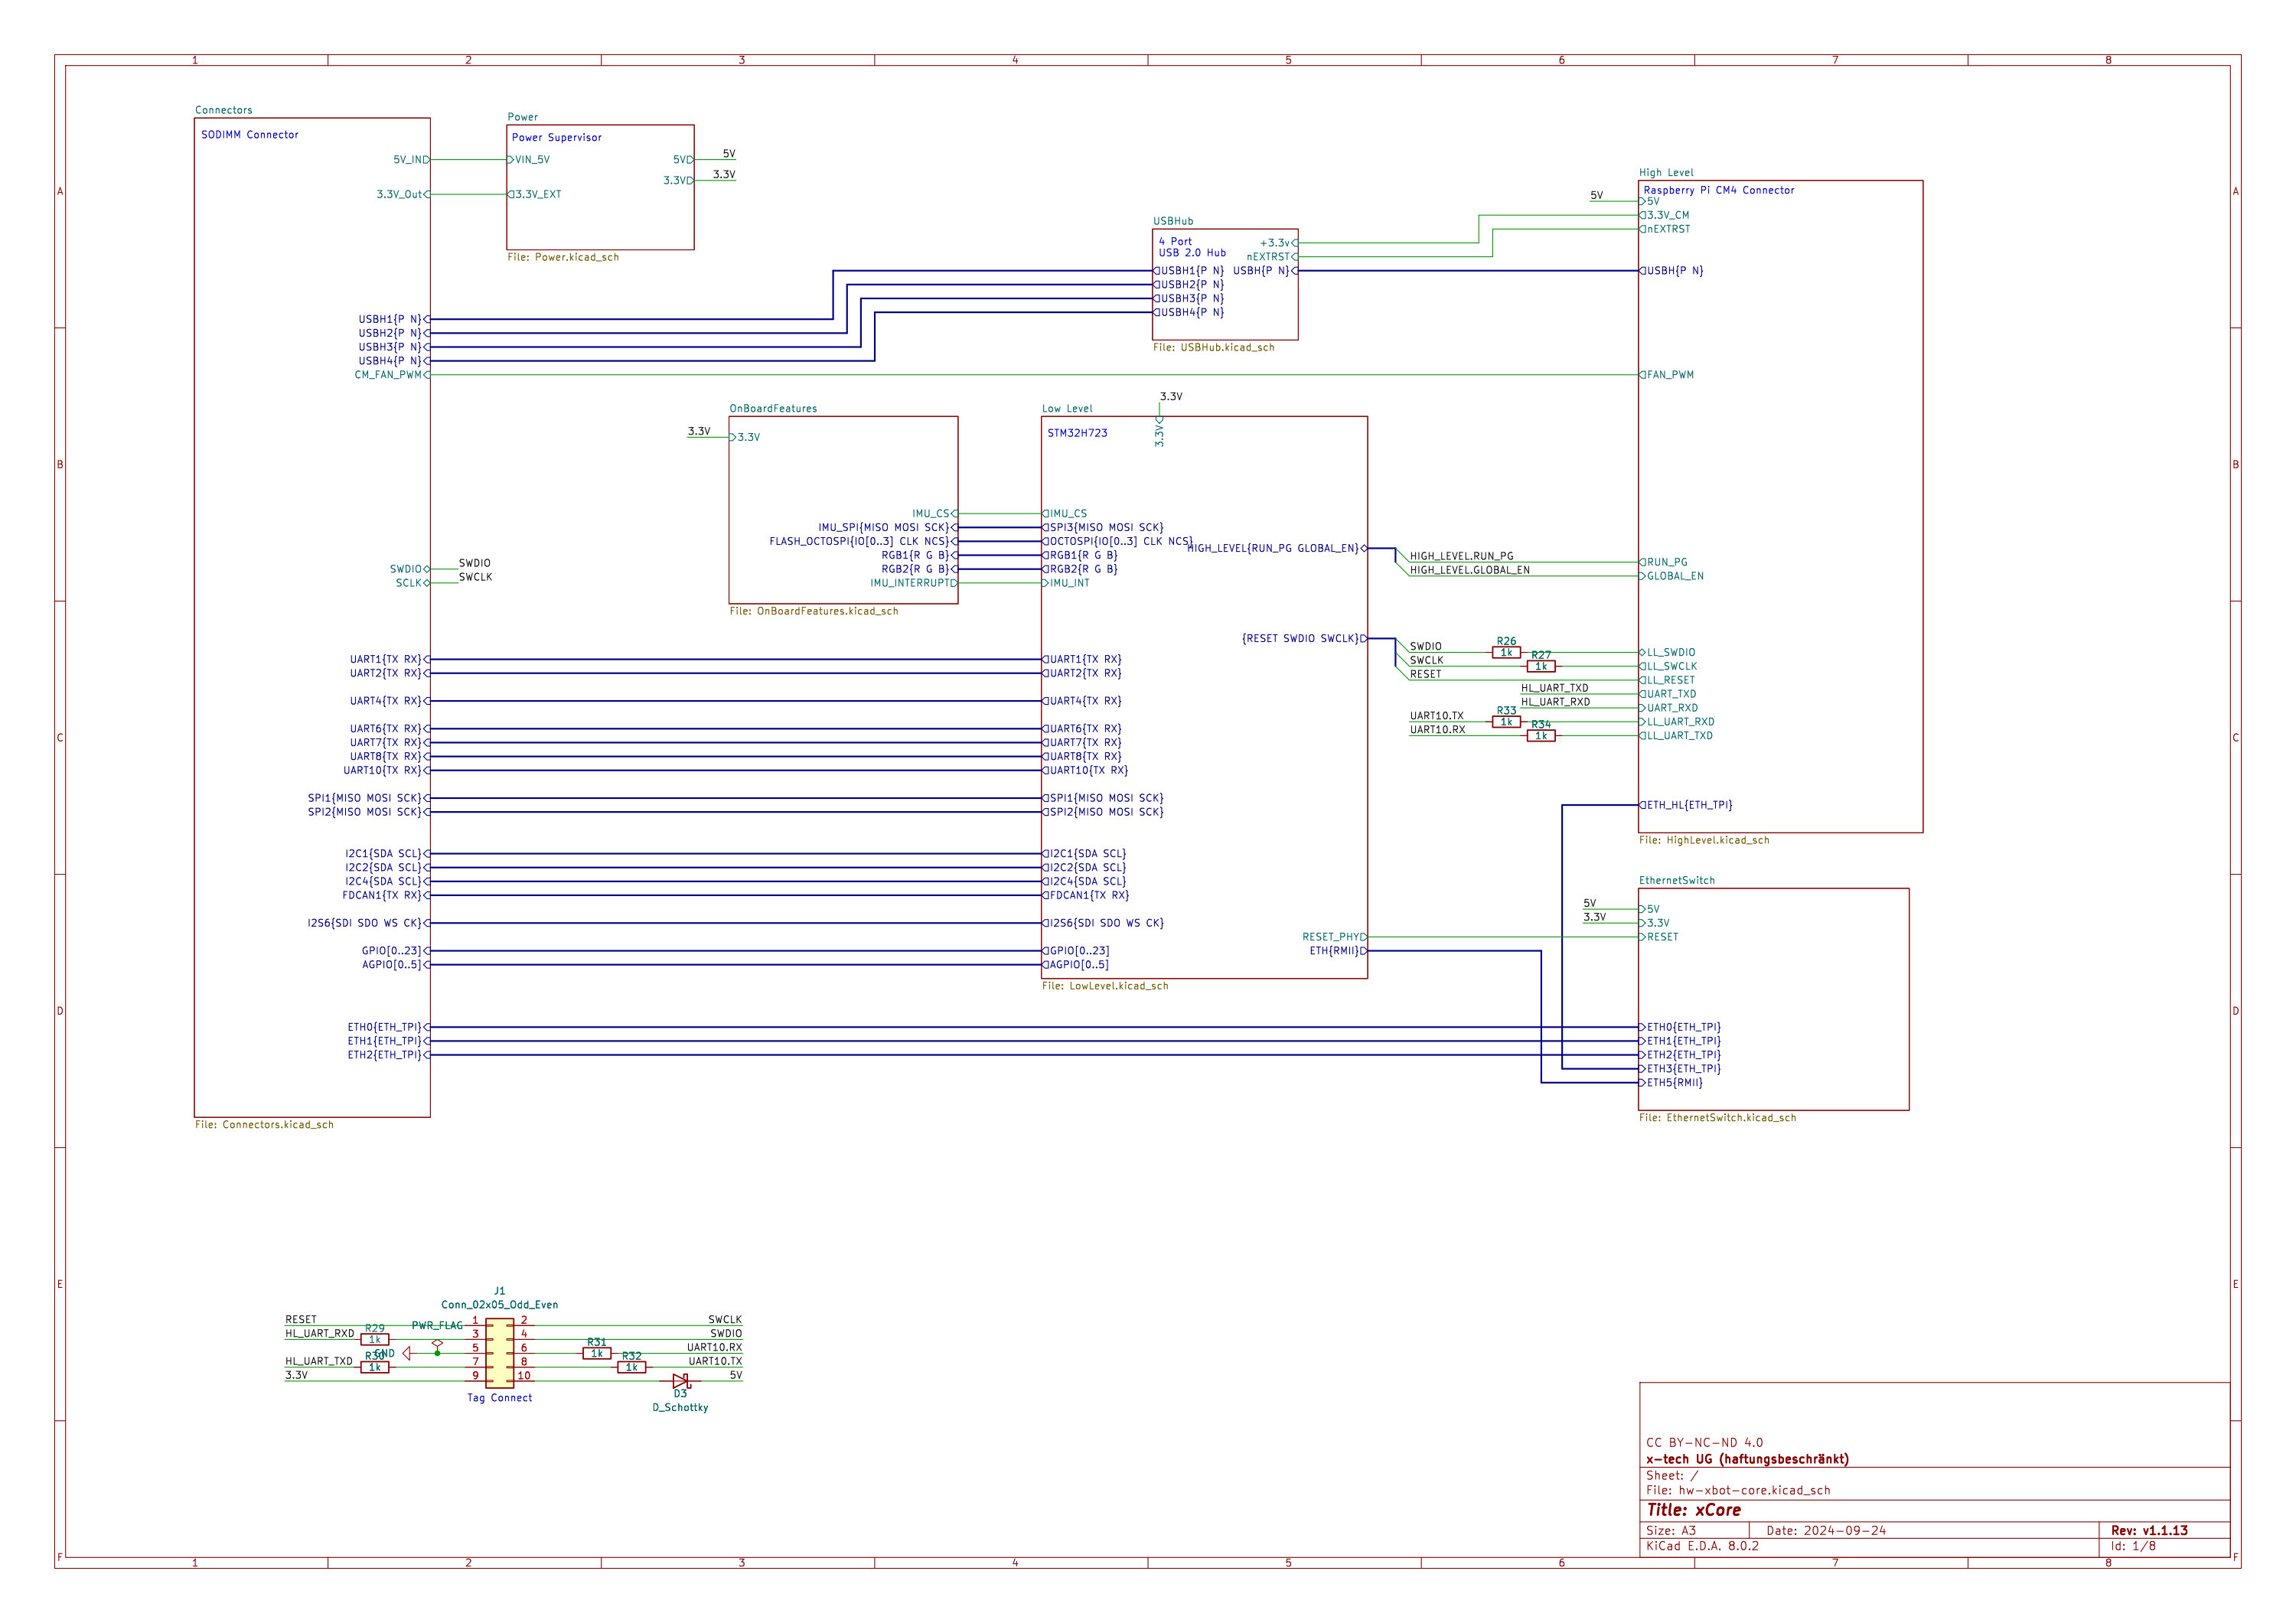 1 2 3 4 5 6 7 8
A A
B B
C C
D D
E E
F F
Connectors
SODIMM Connector
5V_IN
3.3V_Out
USBH1{P N}
USBH2{P N}
USBH3{P N}
USBH4{P N}
CM_FAN_PWM
SWDIO SWDIO
SCLK SWCLK
UART1{TX RX}
UART2{TX RX}
UART4{TX RX}
UART6{TX RX}
UART7{TX RX}
UART8{TX RX}
UART10{TX RX}
SPI1{MISO MOSI SCK}
SPI2{MISO MOSI SCK}
I2C1{SDA SCL}
I2C2{SDA SCL}
I2C4{SDA SCL}
FDCAN1{TX RX}
I2S6{SDI SDO WS CK}
GPIO[0..23]
AGPIO[0..5]
ETH0{ETH_TPI}
ETH1{ETH_TPI}
ETH2{ETH_TPI}
File: Connectors.kicad_sch
Power
Power Supervisor
VIN_5V 5V 5V
3.3V 3.3V
3.3V_EXT
File: Power.kicad_sch
USBHub
4 Port
USB 2.0 Hub
+3.3v
nEXTRST
USBH1{P N} USBH{P N}
USBH2{P N}
USBH3{P N}
USBH4{P N}
File: USBHub.kicad_sch
OnBoardFeatures
3.3V 3.3V
IMU_CS
IMU_SPI{MISO MOSI SCK}
FLASH_OCTOSPI{IO[0..3] CLK NCS}
RGB1{R G B}
RGB2{R G B}
IMU_INTERRUPT
File: OnBoardFeatures.kicad_sch
Low Level
3.3V
3.3V
STM32H723
IMU_CS
SPI3{MISO MOSI SCK}
OCTOSPI{IO[0..3] CLK NCS}
HIGH_LEVEL{RUN_PG GLOBAL_EN}
RGB1{R G B}
RGB2{R G B}
IMU_INT
{RESET SWDIO SWCLK}
UART1{TX RX}
UART2{TX RX}
UART4{TX RX}
UART6{TX RX}
UART7{TX RX}
UART8{TX RX}
UART10{TX RX}
SPI1{MISO MOSI SCK}
SPI2{MISO MOSI SCK}
I2C1{SDA SCL}
I2C2{SDA SCL}
I2C4{SDA SCL}
FDCAN1{TX RX}
I2S6{SDI SDO WS CK}
RESET_PHY
GPIO[0..23] ETH{RMII}
AGPIO[0..5]
File: LowLevel.kicad_sch
HIGH_LEVEL.RUN_PG
HIGH_LEVEL.GLOBAL_EN
SWDIO R26 1k
SWCLK R27 1k
RESET
HL_UART_TXD
HL_UART_RXD
UART10.TX R33 1k
UART10.RX R34 1k
High Level
Raspberry Pi CM4 Connector
5V 5V
3.3V_CM
nEXTRST
USBH{P N}
FAN_PWM
RUN_PG
GLOBAL_EN
LL_SWDIO
LL_SWCLK
LL_RESET
UART_TXD
UART_RXD
LL_UART_RXD
LL_UART_TXD
ETH_HL{ETH_TPI}
File: HighLevel.kicad_sch
EthernetSwitch
5V 5V
3.3V 3.3V
RESET
ETH0{ETH_TPI}
ETH1{ETH_TPI}
ETH2{ETH_TPI}
ETH3{ETH_TPI}
ETH5{RMII}
File: EthernetSwitch.kicad_sch
J1
Conn_02x05_Odd_Even
RESET PWR_FLAG 1 2 SWCLK
HL_UART_RXD R29 1k 3 4 SWDIO
GND 5 6 R31 1k UART10.RX
HL_UART_TXD R30 1k 7 8 R32 1k UART10.TX
3.3V 9 10 5V
D3
D_Schottky
Tag Connect
CC BY-NC-ND 4.0
x-tech UG (haftungsbeschränkt)
Sheet: /
File: hw-xbot-core.kicad_sch
Title: xCore
Size: A3 Date: 2024-09-24 Rev: v1.1.13
KiCad E.D.A. 8.0.2 Id: 1/8
1 2 3 4 5 6 7 8